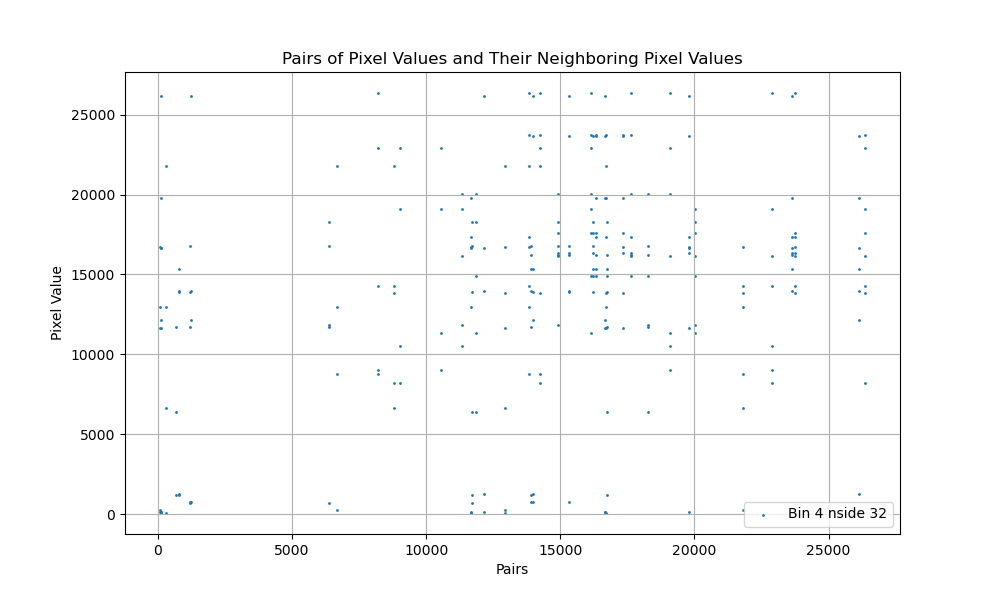 Pairs of Pixel Values and Their Neighboring Pixel Values
25000
20000
15000
10000
5000
0
Pixel Value
Bin 4 nside 32
0 5000 10000 15000 20000 25000
Pairs